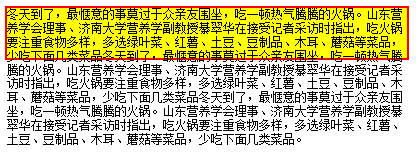 冬天到了，最惬意的事莫过于众亲友围坐，吃一顿热气腾腾的火锅。山东营
养学会理事、济南大学营养学副教授綦翠华在接受记者采访时指出，吃火锅
要注重食物多样，多选绿叶菜、红薯、土豆、豆制品、木耳、蘑菇等菜品，
少吃下面几类菜品冬天到了，最惬意的事莫过于众亲友围坐，吃一顿热气腾
腾的火锅。山东营养学会理事、济南大学营养学副教授綦翠华在接受记者采
访时指出，吃火锅要注重食物多样，多选绿叶菜、红薯、土豆、豆制品、木
耳、蘑菇等菜品，少吃下面几类菜品冬天到了，最惬意的事莫过于众亲友围
坐，吃一顿热气腾腾的火锅。山东营养学会理事、济南大学营养学副教授綦
翠华在接受记者采访时指出，吃火锅要注重食物多样，多选绿叶菜、红薯、
土豆、豆制品、木耳、蘑菇等菜品，少吃下面几类菜品。